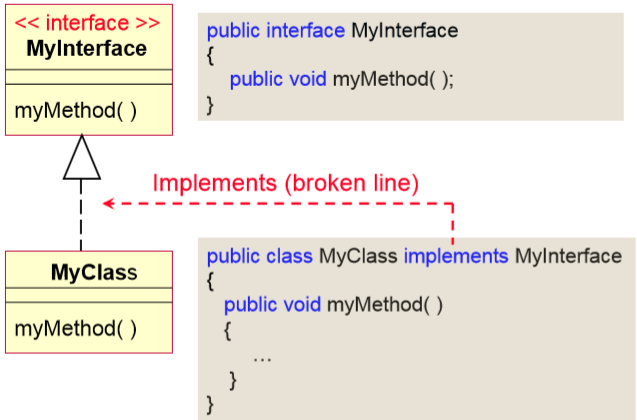 << interface >>
MyInterface
myMethod( )
public interface MyInterface
{
public void myMethod( );
}
Implements (broken line)
MyClass
myMethod( )
public class MyClass implements MyInterface
{
public void myMethod( )
{
...
}
}